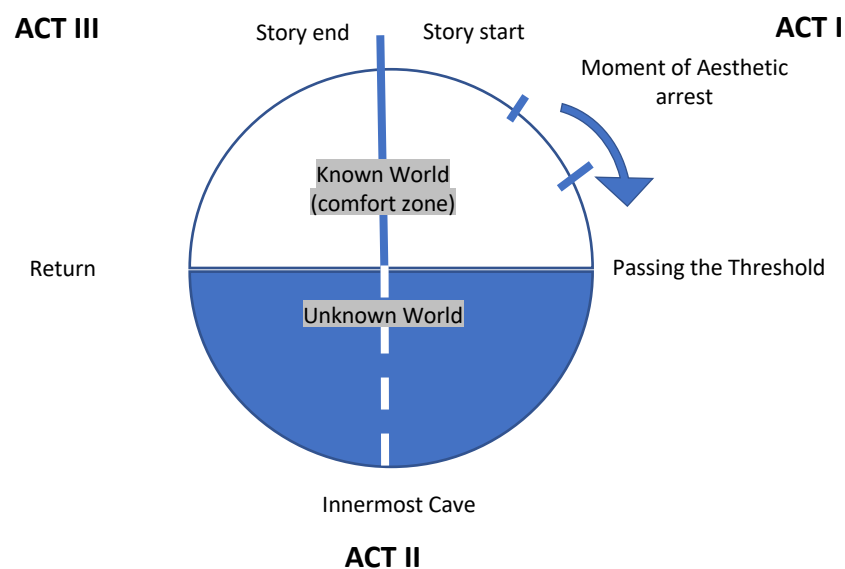 ACT III
Story end
Story start
ACT I
Moment of Aesthetic
arrest
Known World
(comfort zone)
Return
Passing the Threshold
Unknown World
Innermost Cave
ACT II